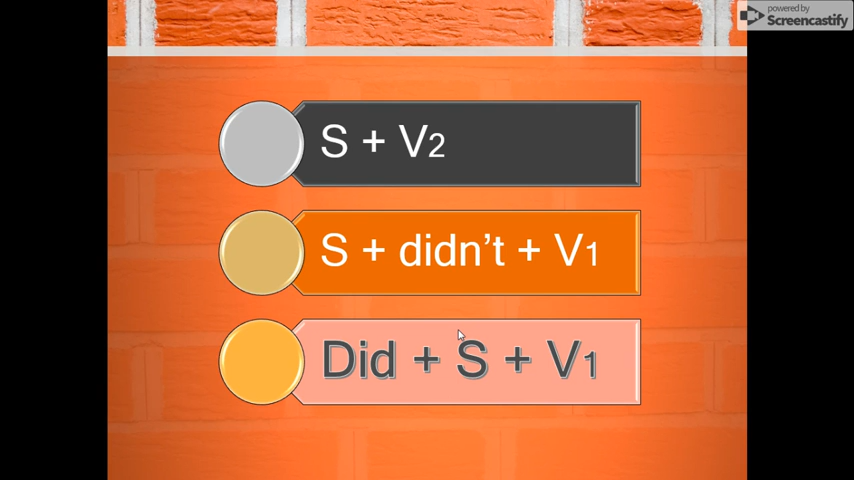 powered by
Screencastify
S + V2
S + didn’t + V1
Did + S + V1